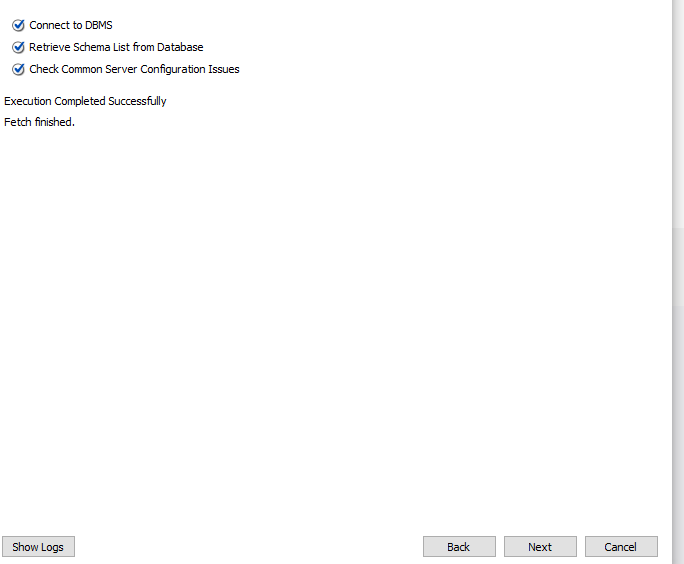 Connect to DBMS
Retrieve Schema List from Database
Check Common Server Configuration Issues
Execution Completed Successfully
Fetch finished.
Show Logs
Back
Next
Cancel